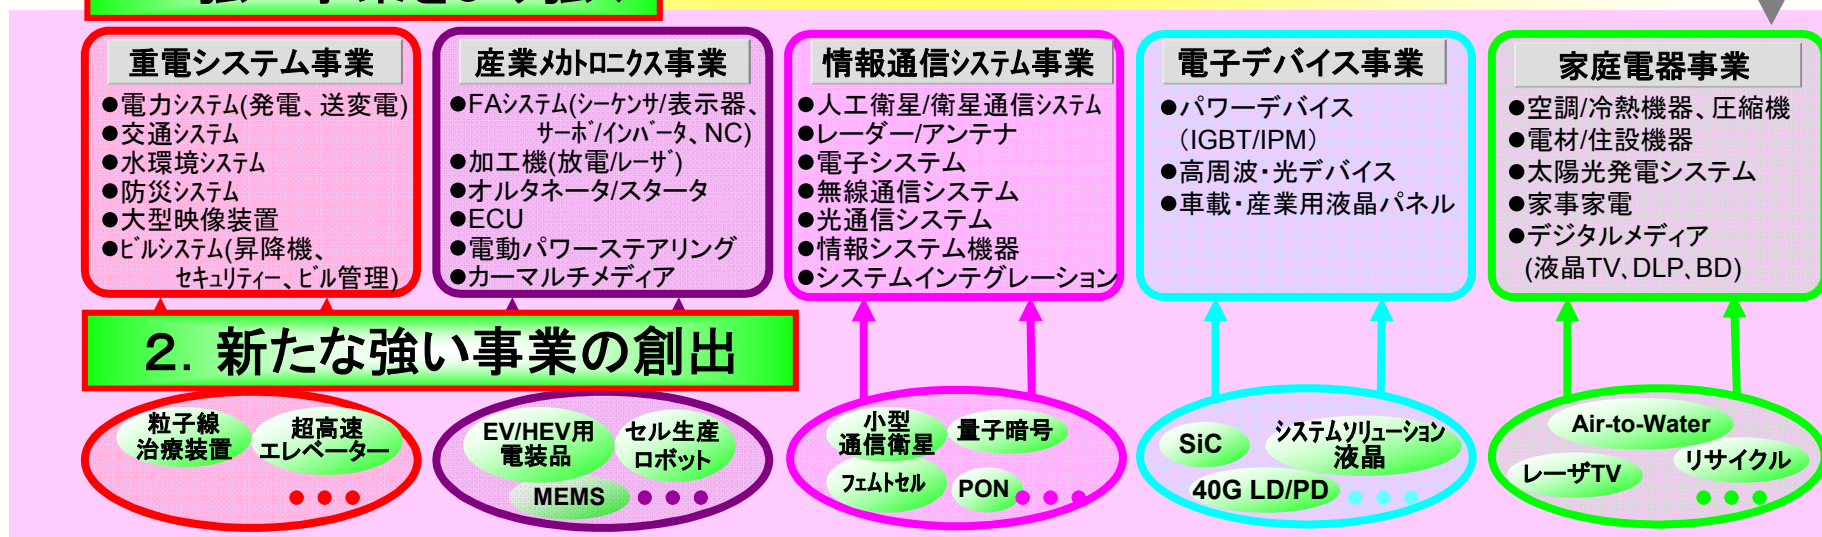 重電システム事業
●電力ｼｽﾃﾑ(発電、送変電)
●交通ｼｽﾃﾑ
●水環境ｼｽﾃﾑ
●防災ｼｽﾃﾑ
●大型映像装置
●ﾋﾞﾙｼｽﾃﾑ(昇降機、
ｾｷｭﾘﾃｨｰ、ﾋﾞﾙ管理)
産業ﾒｶﾄﾛﾆｸｽ事業
●FAｼｽﾃﾑ(ｼｰｹﾝｻ/表示器、
ｻｰﾎﾞ/ｲﾝﾊﾞｰﾀ、NC)
●加工機(放電/ﾚｰｻﾞ)
●オルタネータ/スタータ
●ECU
●電動パワーステアリング
●カーマルチメディア
情報通信ｼｽﾃﾑ事業
●人工衛星/衛星通信ｼｽﾃﾑ
●レーダー/アンテナ
●電子システム
●無線通信システム
●光通信システム
●情報システム機器
●システムインテグレーション
電子デバイス事業
●パワーデバイス
(IGBT/IPM)
●高周波・光デバイス
●車載・産業用液晶パネル
家庭電器事業
●空調/冷熱機器、圧縮機
●電材/住設機器
●太陽光発電システム
●家事家電
●デジタルメディア
(液晶TV、DLP、BD)
２．新たな強い事業の創出
粒子線
治療装置
超高速
エレベーター
EV/HEV用
電装品
セル生産
ロボット
MEMS
小型
通信衛星
量子暗号
ﾌｪﾑﾄｾﾙ
PON
SiC
ｼｽﾃﾑｿﾘｭｰｼｮﾝ
液晶
40G LD/PD
Air-to-Water
レーザTV
リサイクル